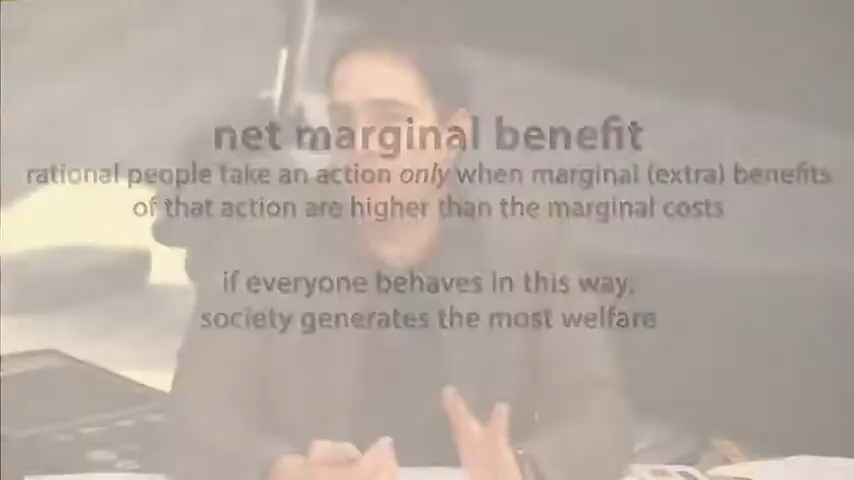 net marginal benefit
rational people take an action only when marginal (extra) benefits
of that action are higher than the marginal costs
if everyone behaves in this way,
society generates the most welfare